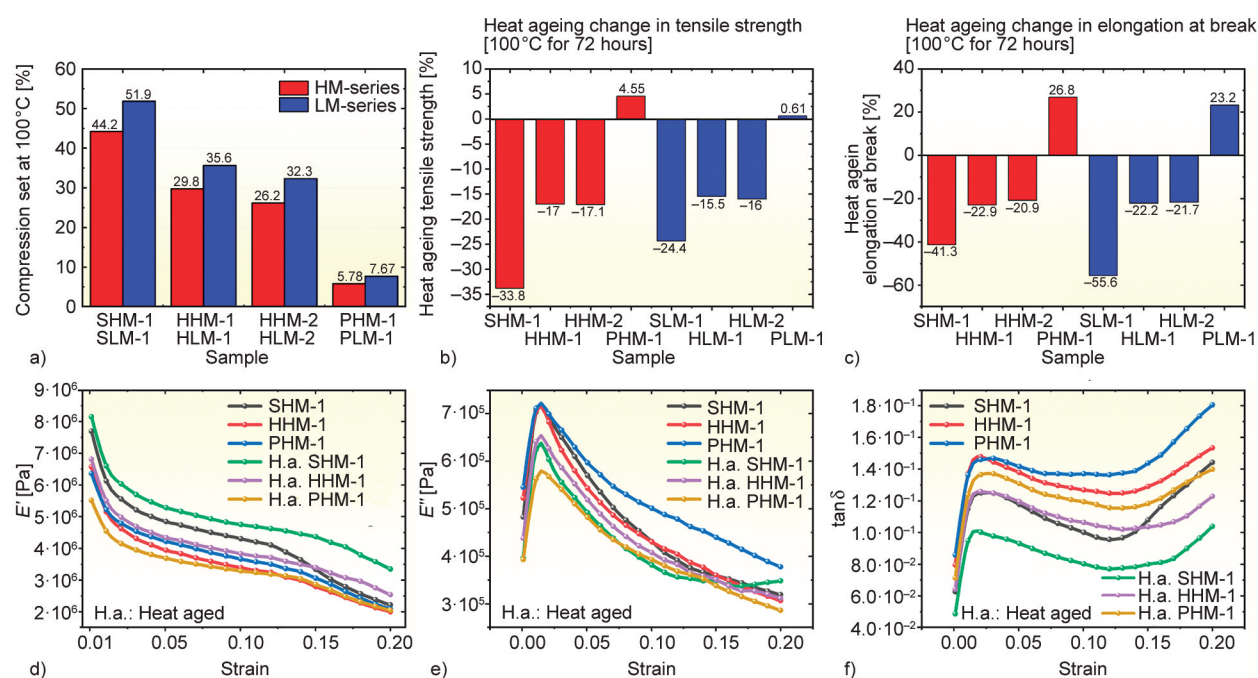 Compression set at 100°C [%]
60
50
40
30
20
10
0
HM-series
LM-series
44.2
51.9
29.8
35.6
26.2
32.3
5.78
7.67
SHM-1
HHM-1
HHM-2
PHM-1
SLM-1
HLM-1
HLM-2
PLM-1
Sample
a)
Heat ageing change in tensile strength
[100°C for 72 hours]
Heat ageing tensile strength [%]
10
5
0
−5
−10
−15
−20
−25
−30
−35
−33.8
−17
−17.1
4.55
−24.4
−15.5
−16
0.61
SHM-1
HHM-2
SLM-1
HLM-2
HHM-1
PHM-1
HLM-1
PLM-1
Sample
b)
Heat ageing change in elongation at break
[100°C for 72 hours]
Heat agein
elongation at break [%]
40
20
0
−20
−40
−60
−41.3
−22.9
−20.9
26.8
−55.6
−22.2
−21.7
23.2
SHM-1
HHM-2
SLM-1
HLM-2
HHM-1
PHM-1
HLM-1
PLM-1
Sample
c)
E' [Pa]
9·10⁶
8·10⁶
7·10⁶
6·10⁶
5·10⁶
4·10⁶
3·10⁶
2·10⁶
SHM-1
HHM-1
PHM-1
H.a. SHM-1
H.a. HHM-1
H.a. PHM-1
H.a.: Heat aged
0.01
0.05
0.10
0.15
0.20
Strain
d)
E" [Pa]
7·10⁵
6·10⁵
5·10⁵
4·10⁵
3·10⁵
SHM-1
HHM-1
PHM-1
H.a. SHM-1
H.a. HHM-1
H.a. PHM-1
H.a.: Heat aged
0.00
0.05
0.10
0.15
0.20
Strain
e)
tanδ
1.8·10⁻¹
1.6·10⁻¹
1.4·10⁻¹
1.2·10⁻¹
1.0·10⁻¹
8.0·10⁻²
6.0·10⁻²
4.0·10⁻²
SHM-1
HHM-1
PHM-1
H.a. SHM-1
H.a. HHM-1
H.a. PHM-1
H.a.: Heat aged
0.00
0.05
0.10
0.15
0.20
Strain
f)